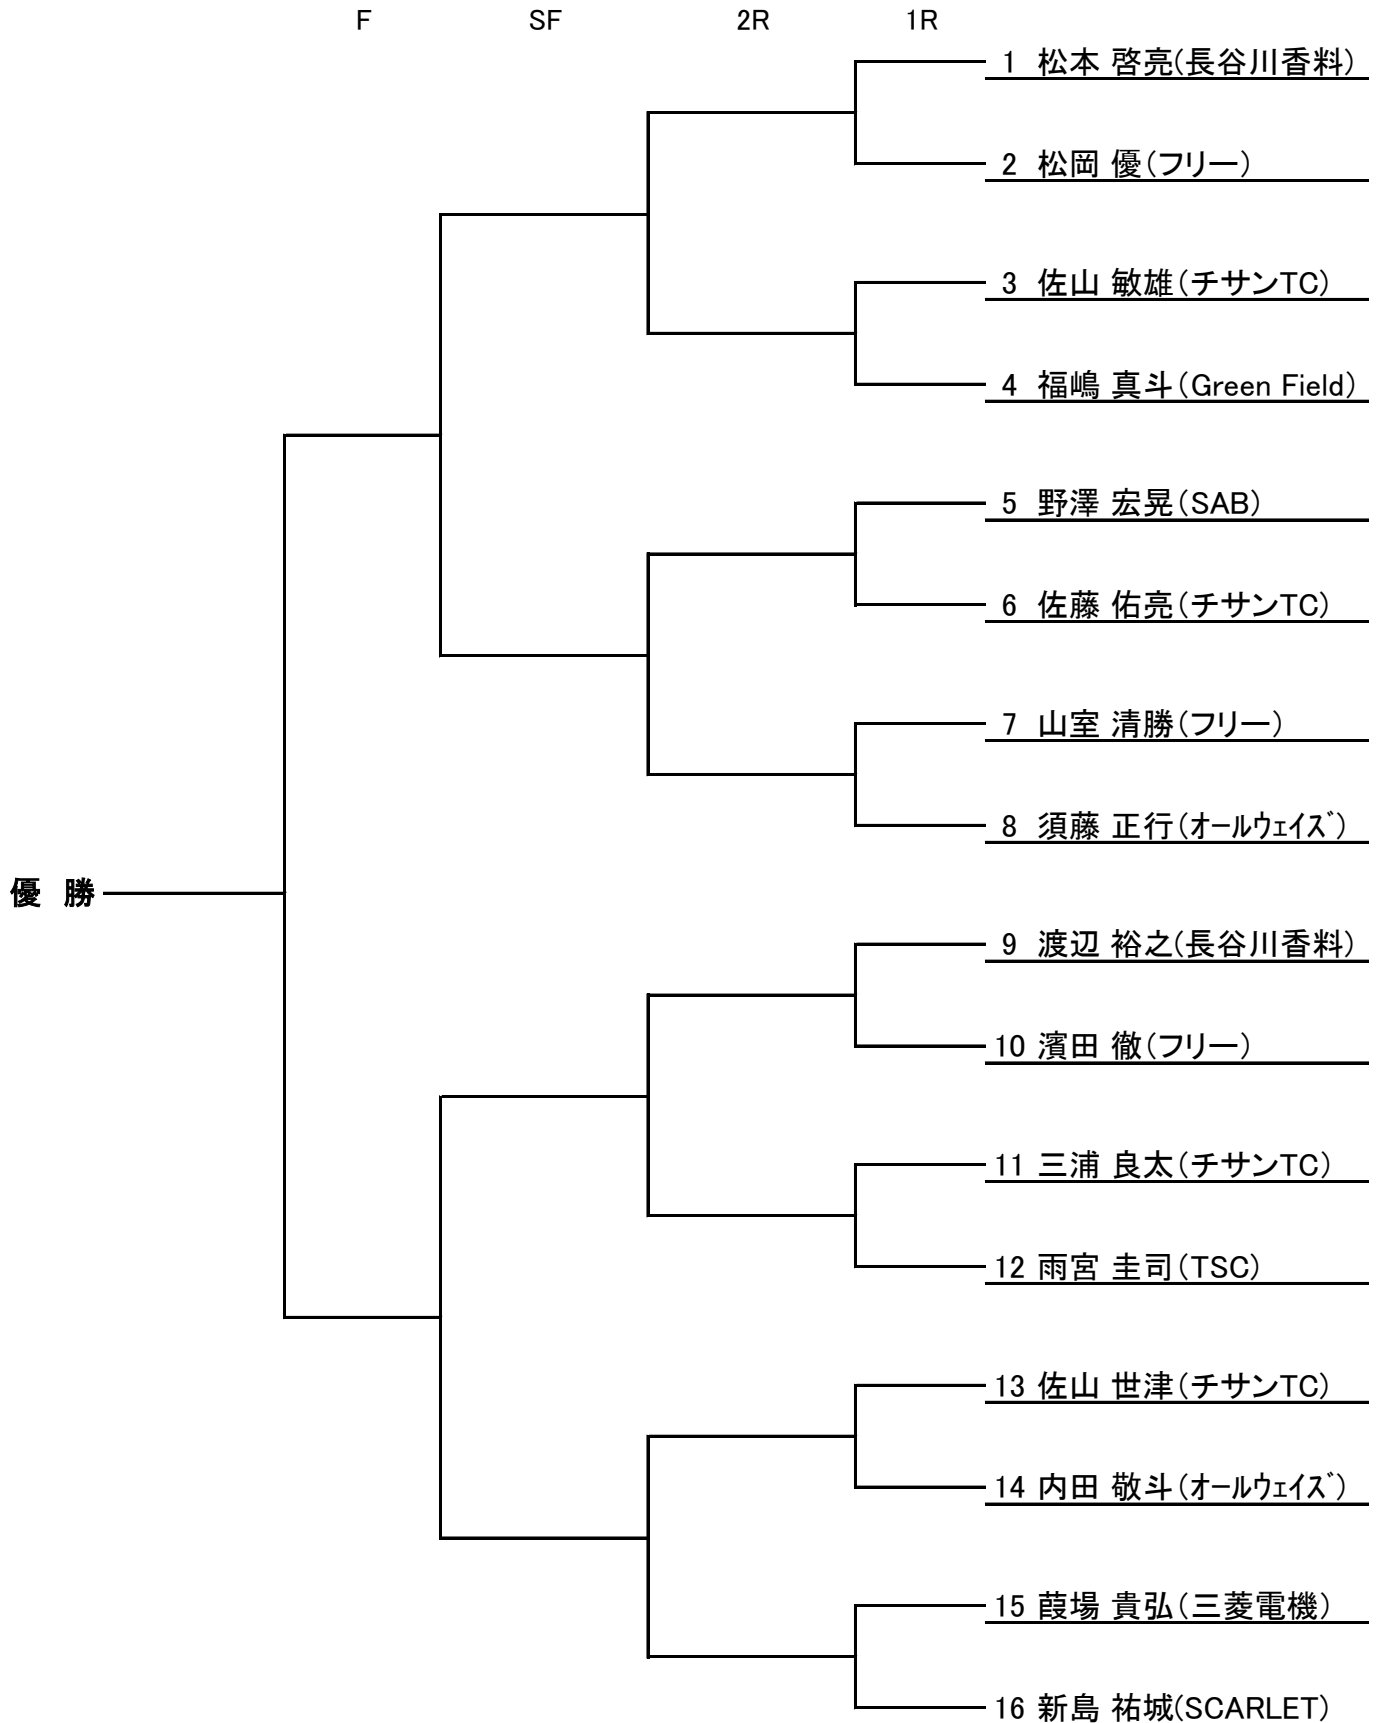 F SF 2R 1R
1 松本 啓亮(長谷川香料)
2 松岡 優(フリー)
3 佐山 敏雄(チサンTC)
4 福嶋 真斗(Green Field)
5 野澤 宏晃(SAB)
6 佐藤 佑亮(チサンTC)
7 山室 清勝(フリー)
8 須藤 正行(ｵｰﾙｳｪｲｽﾞ)
優 勝
9 渡辺 裕之(長谷川香料)
10 濱田 徹(フリー)
11 三浦 良太(チサンTC)
12 雨宮 圭司(TSC)
13 佐山 世津(チサンTC)
14 内田 敬斗(ｵｰﾙｳｪｲｽﾞ)
15 葭場 貴弘(三菱電機)
16 新島 祐城(SCARLET)